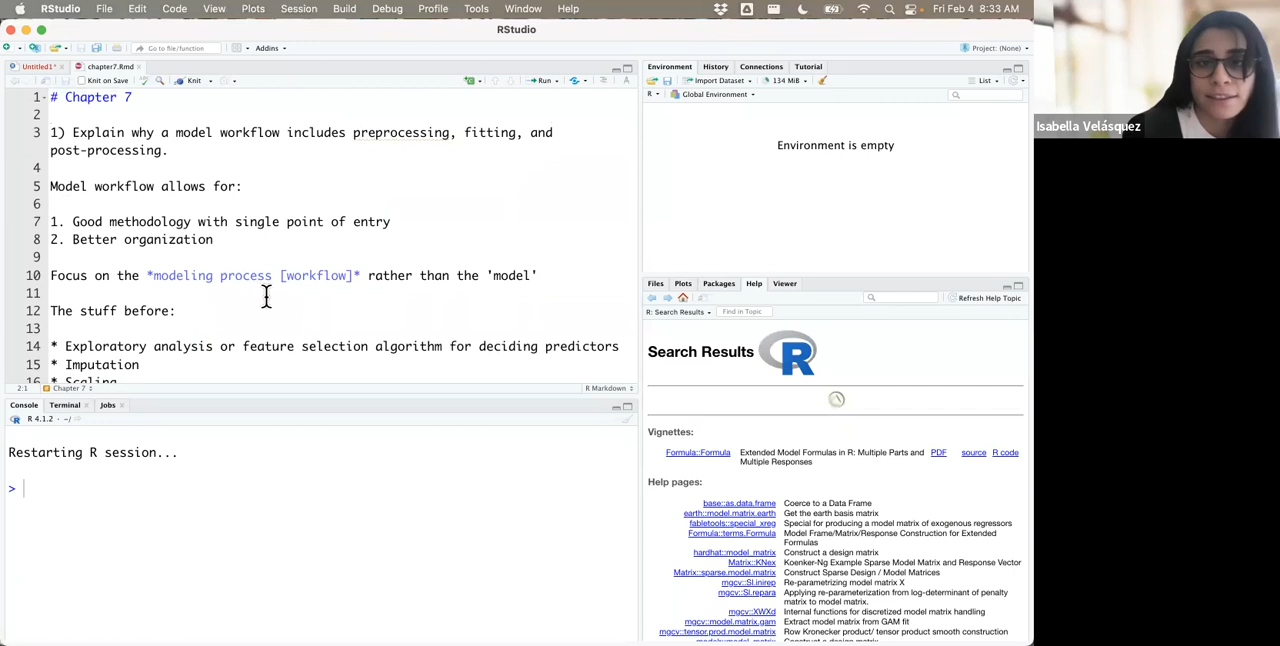 RStudio File Edit Code View Plots Session Build Debug Profile Tools Window Help Fri Feb 4 8:33 AM
RStudio
Go to file/function Addins Project: (None)
Untitled1* chapter7.Rmd
Knit on Save Knit Run
1 # Chapter 7
2
3 1) Explain why a model workflow includes preprocessing, fitting, and
post-processing.
4
5 Model workflow allows for:
6
7 1. Good methodology with single point of entry
8 2. Better organization
9
10 Focus on the *modeling process [workflow]* rather than the 'model'
11
12 The stuff before:
13
14 * Exploratory analysis or feature selection algorithm for deciding predictors
15 * Imputation
16 * Scaling
2:1 Chapter 7 R Markdown
Console Terminal Jobs
R 4.1.2 · ~/
Restarting R session...
>
Environment History Connections Tutorial
Import Dataset 134 MiB List
R Global Environment
Environment is empty
Files Plots Packages Help Viewer
Refresh Help Topic
R: Search Results Find in Topic
Search Results R
Vignettes:
Formula::Formula Extended Model Formulas in R: Multiple Parts and PDF source R code
Multiple Responses
Help pages:
base::as.data.frame Coerce to a Data Frame
earth::model.matrix.earth Get the earth basis matrix
fabletools::special_xreg Special for producing a model matrix of exogenous regressors
Formula::terms.Formula Model Frame/Matrix/Response Construction for Extended
Formulas
hardhat::model_matrix Construct a design matrix
Matrix::KNex Koenker-Ng Example Sparse Model Matrix and Response Vector
Matrix::sparse.model.matrix Construct Sparse Design / Model Matrices
mgcv::Sl.inirep Re-parametrizing model matrix X
mgcv::Sl.repara Applying re-parameterization from log-determinant of penalty
matrix to model matrix.
mgcv::XWXd Internal functions for discretized model matrix handling
mgcv::model.matrix.gam Extract model matrix from GAM fit
mgcv::tensor.prod.model.matrix Row Kronecker product/ tensor product smooth construction
Isabella Velásquez